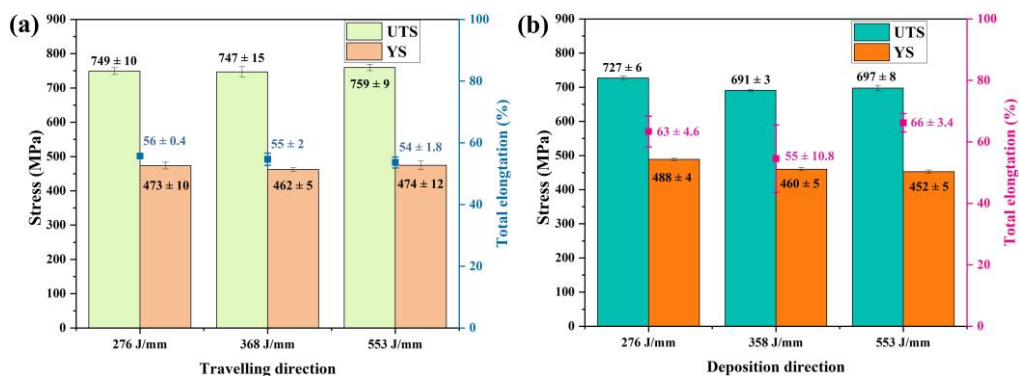 (a)
UTS
YS
900
800
700
600
500
400
300
200
100
0
Stress (MPa)
749 ± 10
747 ± 15
759 ± 9
56 ± 0.4
55 ± 2
54 ± 1.8
473 ± 10
462 ± 5
474 ± 12
100
80
60
40
20
0
Total elongtation (%)
276 J/mm
368 J/mm
553 J/mm
Travelling direction
(b)
UTS
YS
900
800
700
600
500
400
300
200
100
0
Stress (MPa)
727 ± 6
691 ± 3
697 ± 8
63 ± 4.6
55 ± 10.8
66 ± 3.4
488 ± 4
460 ± 5
452 ± 5
100
80
60
40
20
0
Total elongtation (%)
276 J/mm
358 J/mm
553 J/mm
Deposition direction